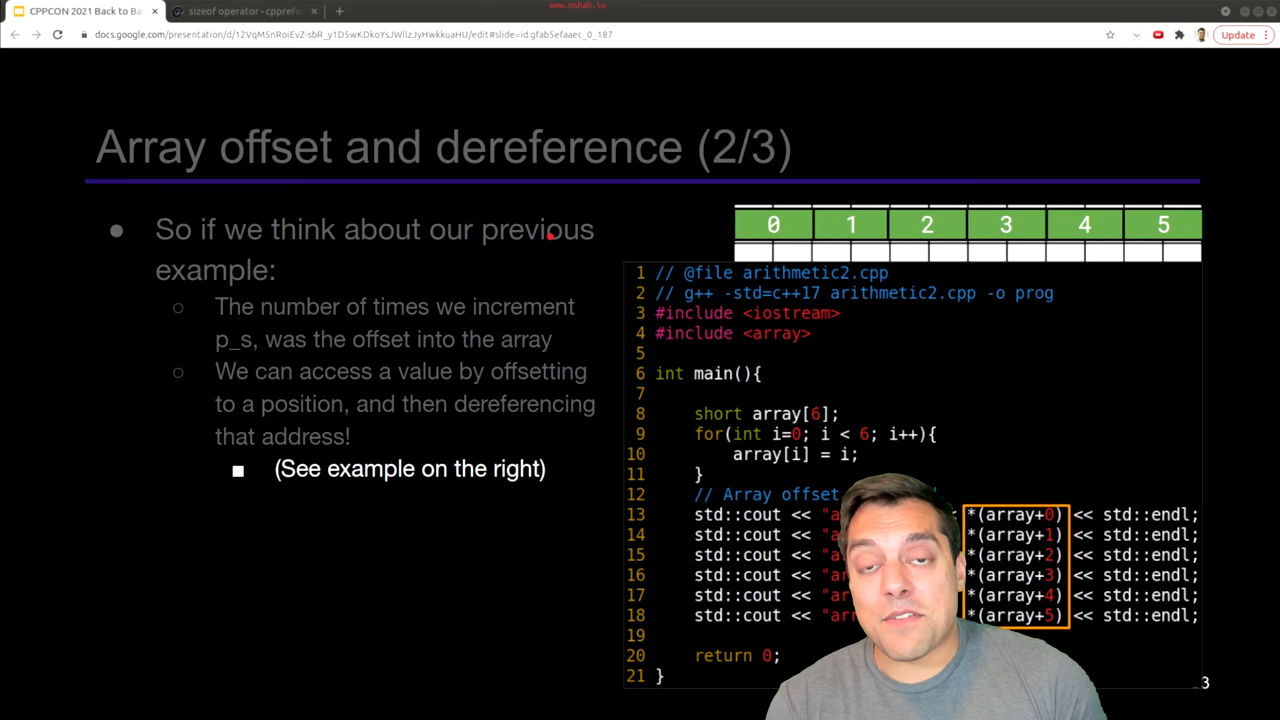 www.mshah.io
CPPCON 2021 Back to Ba
sizeof operator - cpprefe
docs.google.com/presentation/d/12VqM5nRoiEvZ-sbR_y1DSwKDkoYsJWllzJyHwkkuaHU/edit#slide=id.gfab5efaaec_0_187
Update
Array offset and dereference (2/3)
So if we think about our previous
example:
The number of times we increment
p_s, was the offset into the array
We can access a value by offsetting
to a position, and then dereferencing
that address!
(See example on the right)
0 1 2 3 4 5
1 // @file arithmetic2.cpp
2 // g++ -std=c++17 arithmetic2.cpp -o prog
3 #include <iostream>
4 #include <array>
5
6 int main(){
7
8 short array[6];
9 for(int i=0; i < 6; i++){
10 array[i] = i;
11 }
12 // Array offset
13 std::cout << "a *(array+0) << std::endl;
14 std::cout << "a *(array+1) << std::endl;
15 std::cout << "a *(array+2) << std::endl;
16 std::cout << "a *(array+3) << std::endl;
17 std::cout << "ar *(array+4) << std::endl;
18 std::cout << "arr *(array+5) << std::endl;
19
20 return 0;
21 }
3